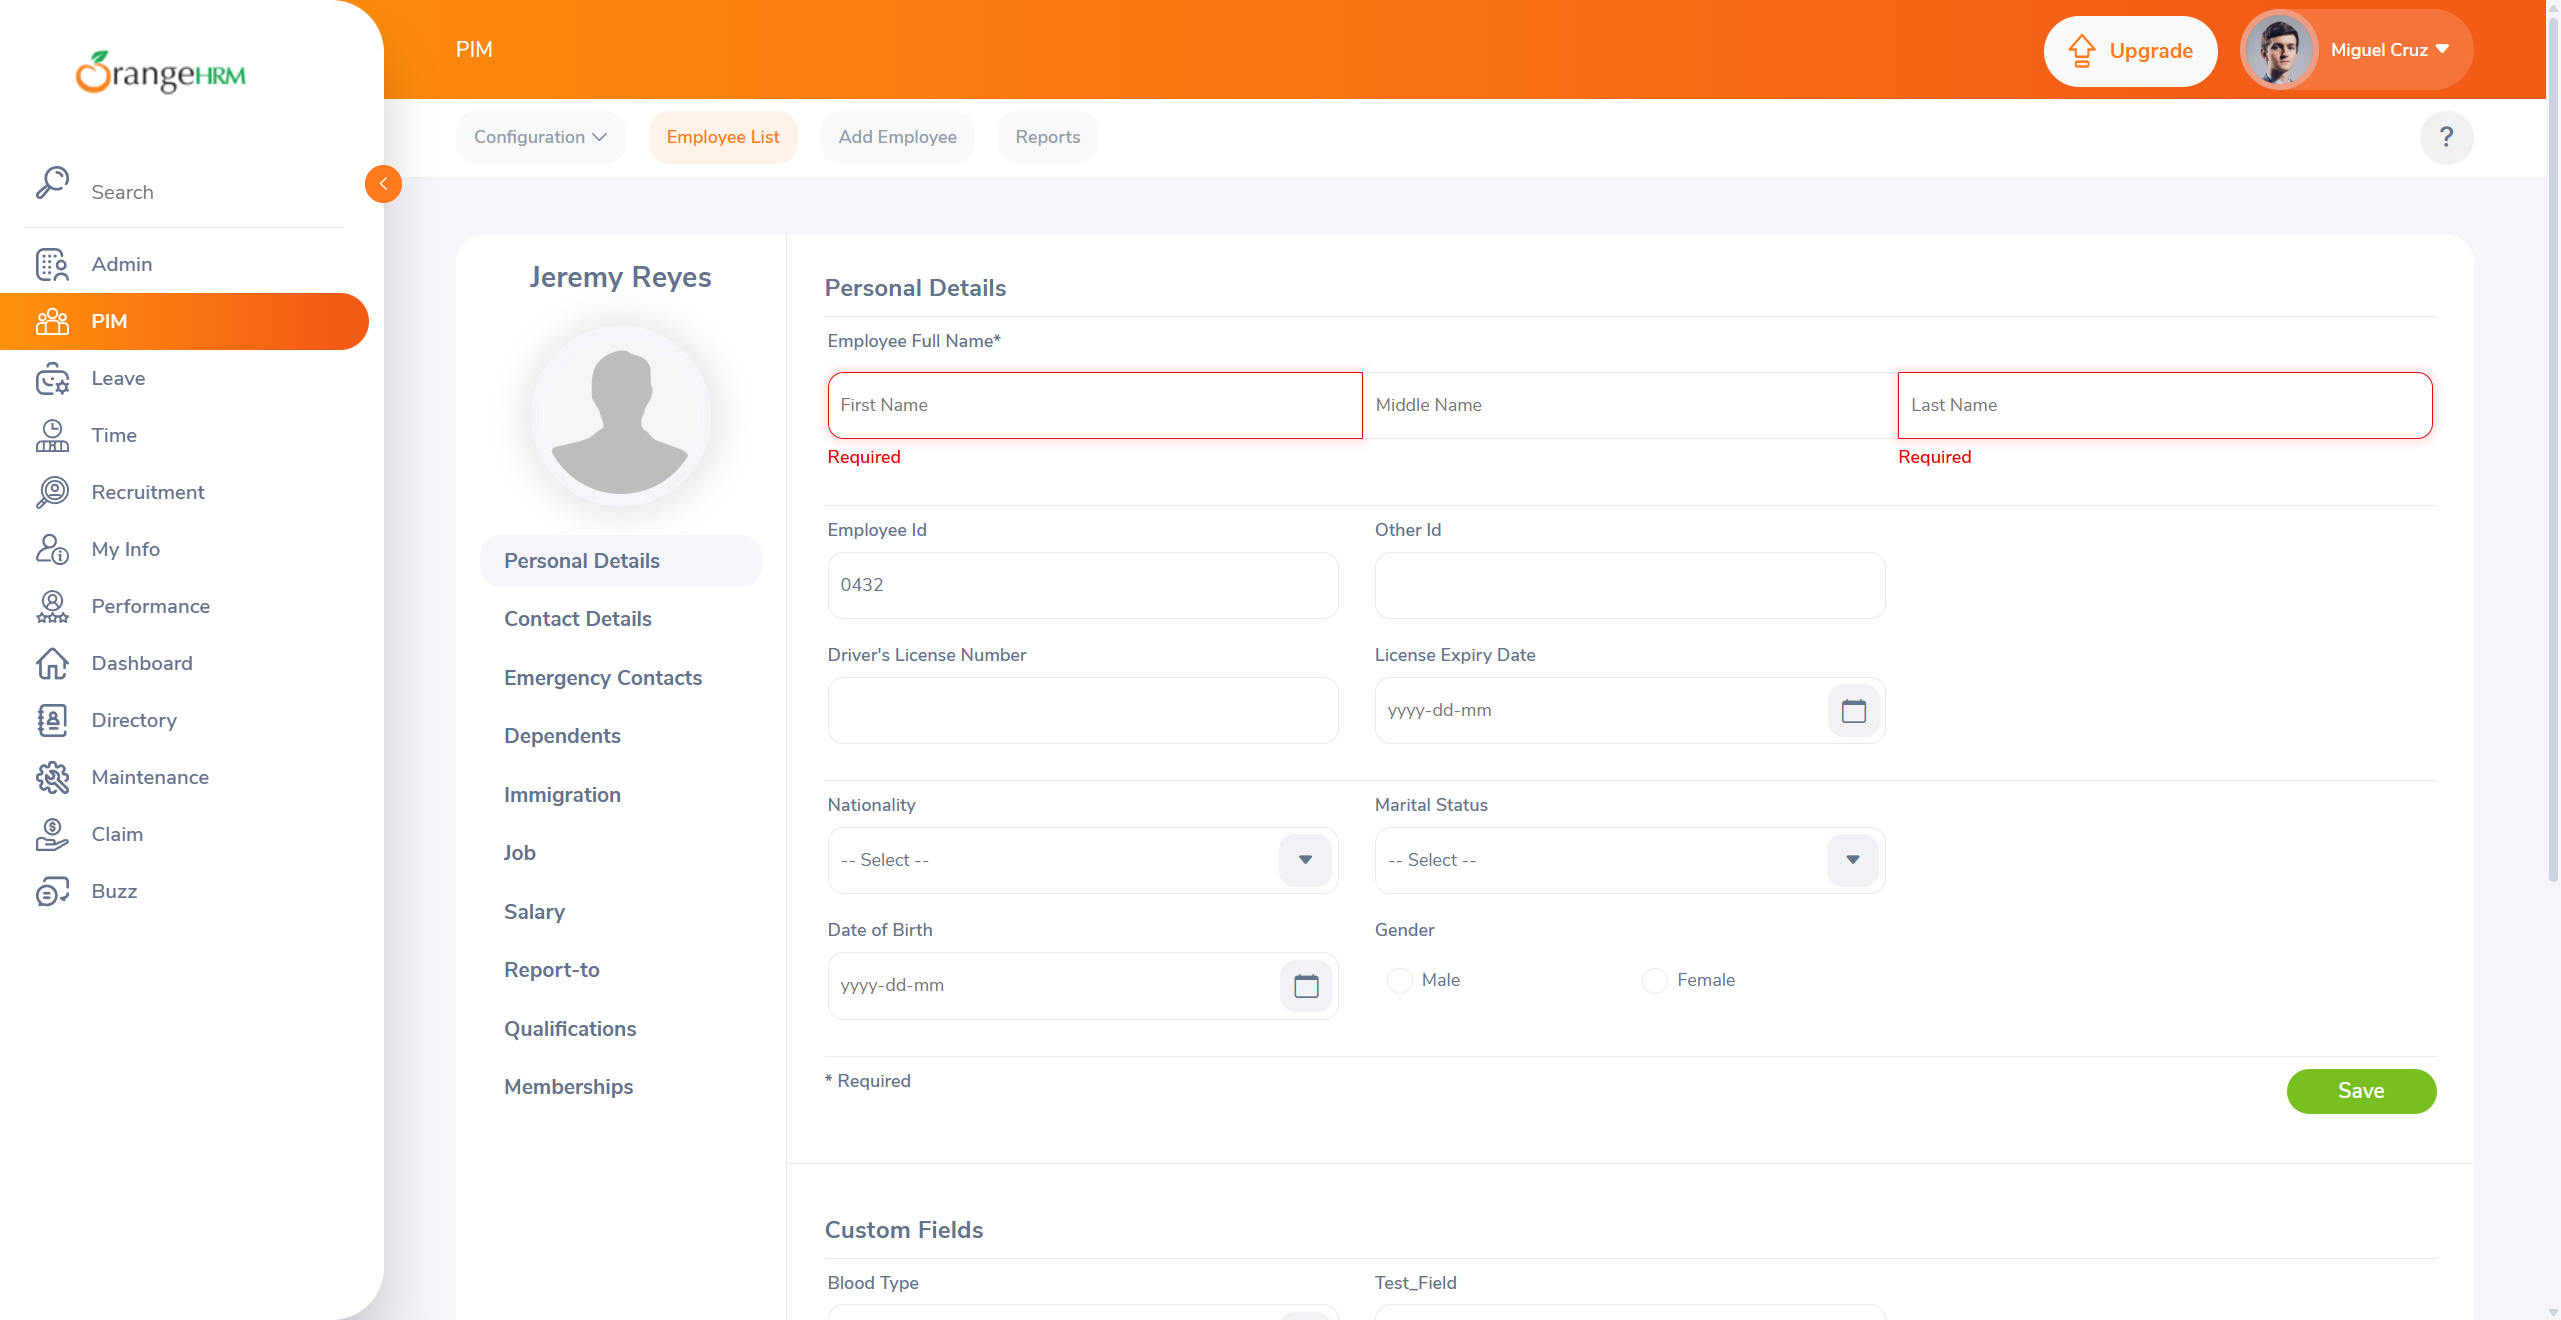 OrangeHRM
Search
Admin
PIM
Leave
Time
Recruitment
My Info
Performance
Dashboard
Directory
Maintenance
Claim
Buzz
PIM
Upgrade
Miguel Cruz
Configuration
Employee List
Add Employee
Reports
?
Jeremy Reyes
Personal Details
Contact Details
Emergency Contacts
Dependents
Immigration
Job
Salary
Report-to
Qualifications
Memberships
Personal Details
Employee Full Name*
First Name
Middle Name
Last Name
Required
Required
Employee Id
Other Id
0432
Driver's License Number
License Expiry Date
yyyy-dd-mm
Nationality
Marital Status
-- Select --
-- Select --
Date of Birth
Gender
yyyy-dd-mm
Male
Female
* Required
Save
Custom Fields
Blood Type
Test_Field